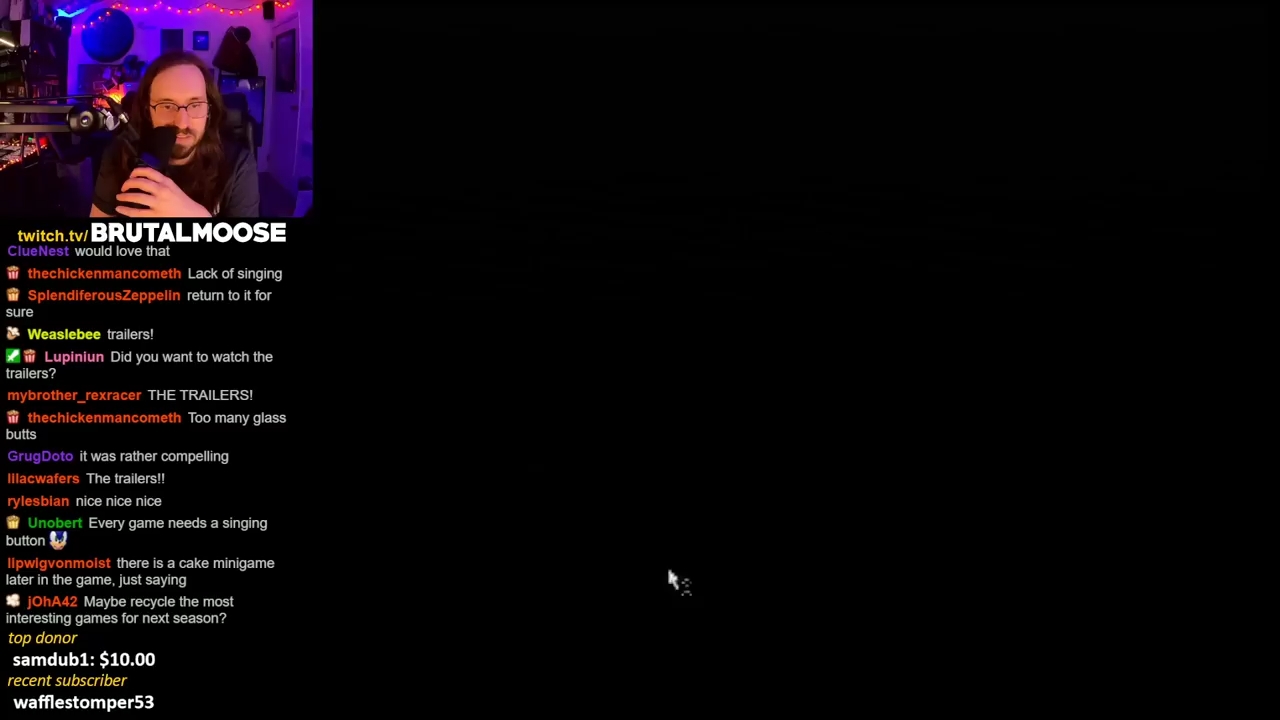 twitch.tv/BRUTALMOOSE
ClueNest would love that
thechickenmancometh Lack of singing
SplendiferousZeppelin return to it for
sure
Weaslebee trailers!
Lupiniun Did you want to watch the
trailers?
mybrother_rexracer THE TRAILERS!
thechickenmancometh Too many glass
butts
GrugDoto it was rather compelling
lilacwafers The trailers!!
rylesbian nice nice nice
Unobert Every game needs a singing
button
lipwigvonmoist there is a cake minigame
later in the game, just saying
jOhA42 Maybe recycle the most
interesting games for next season?
top donor
samdub1: $10.00
recent subscriber
wafflestomper53